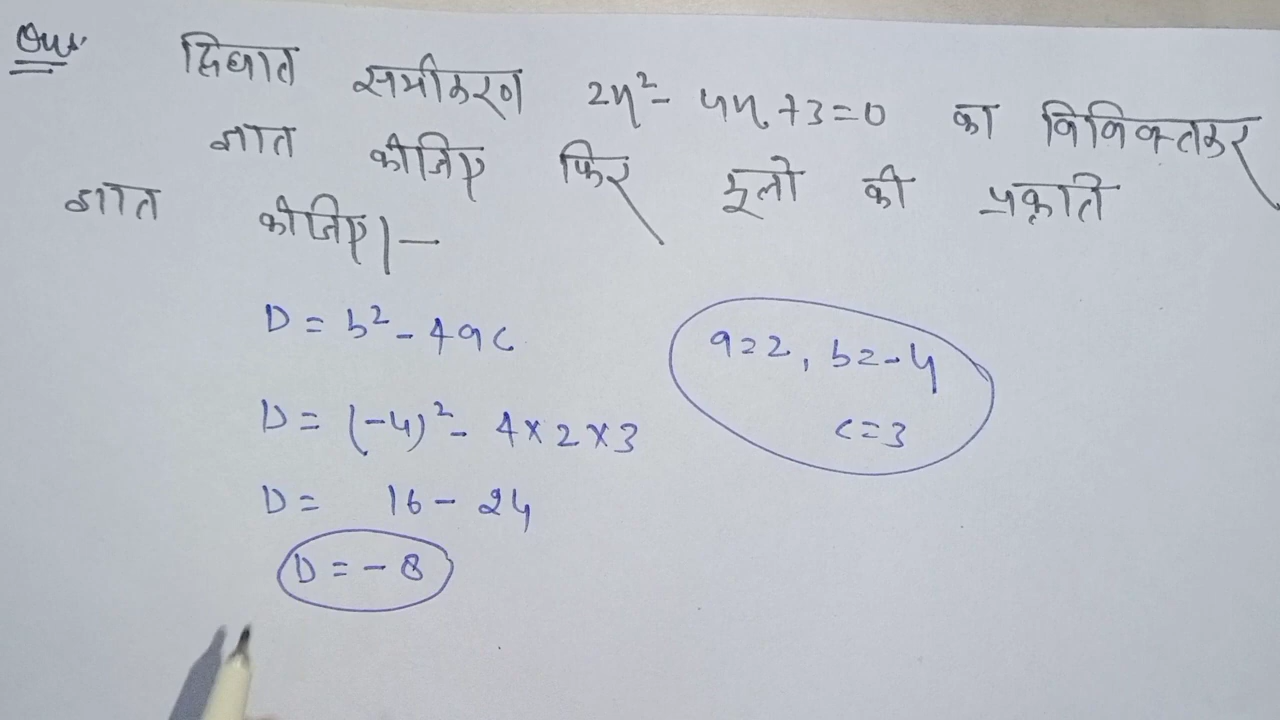 Ques
द्विघात समीकरण 2x² - 4x + 3 = 0 का विविक्तकर
ज्ञात कीजिए फिर मूलो की प्रकृति
ज्ञात कीजिए।-
D = b² - 4ac
a=2, b=-4
c=3
D = (-4)² - 4×2×3
D = 16 - 24
D = - 8